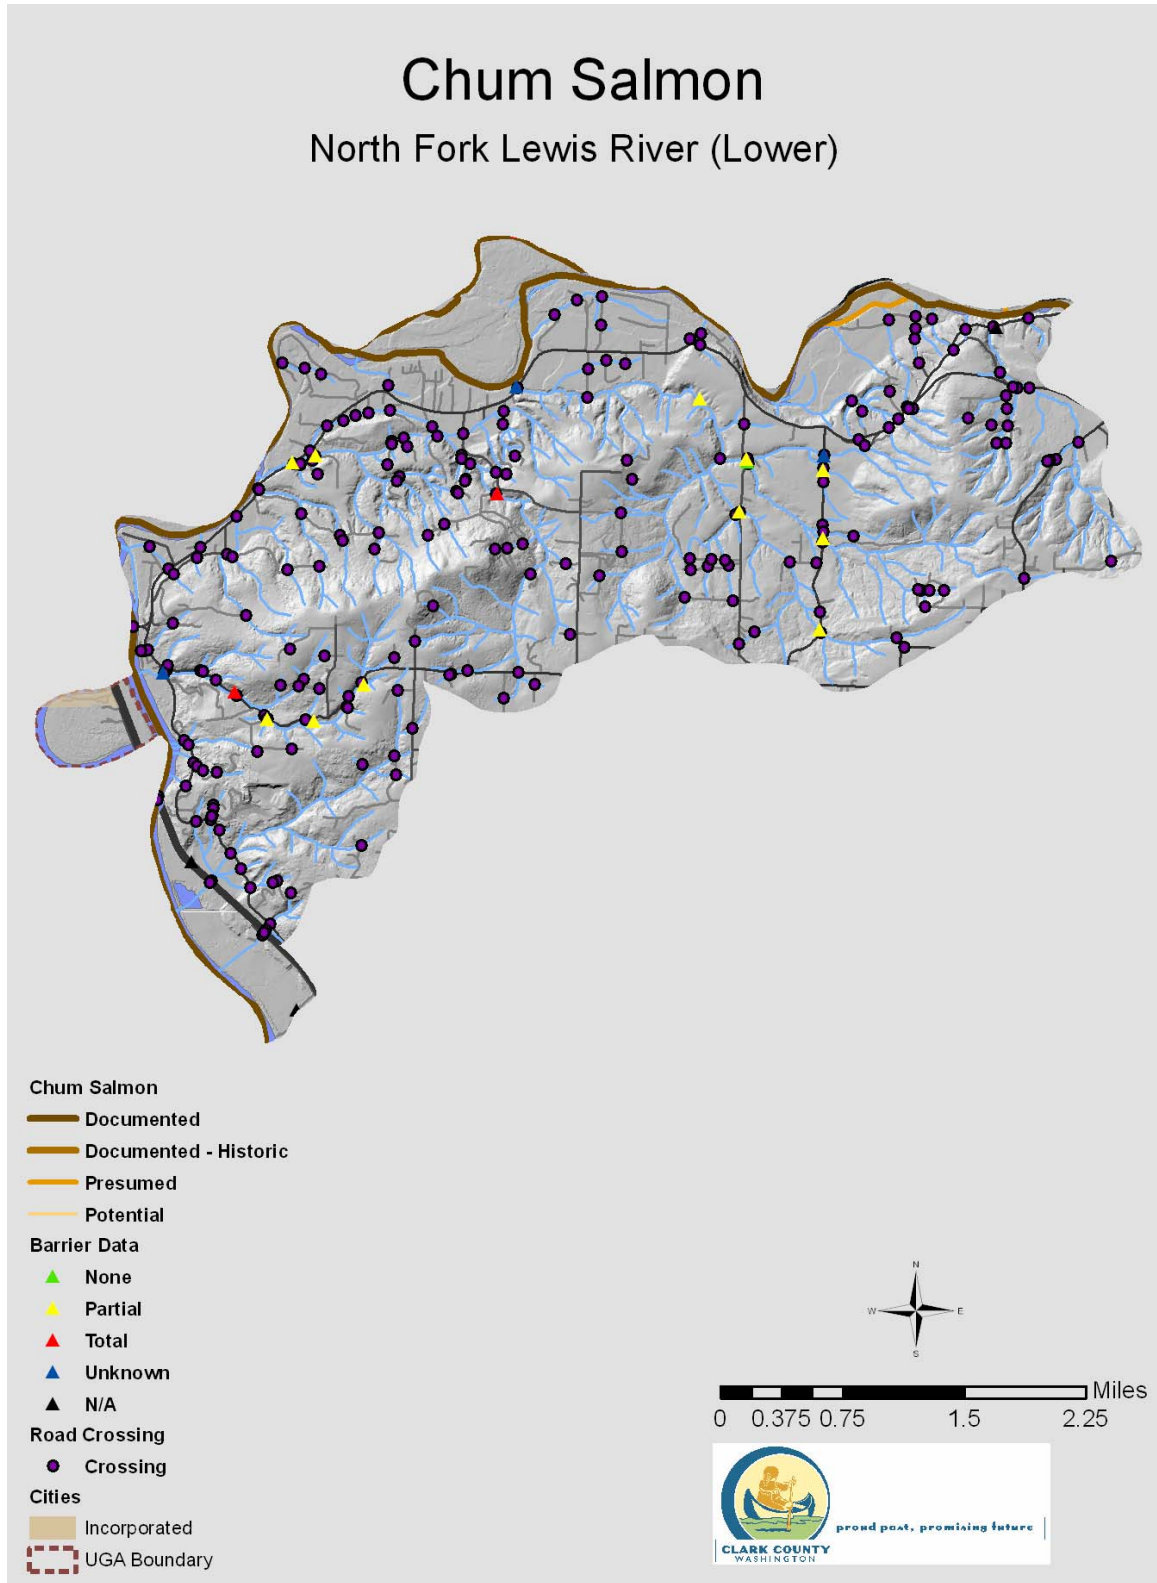 Chum Salmon
North Fork Lewis River (Lower)
Chum Salmon
Documented
Documented - Historic
Presumed
Potential
Barrier Data
None
Partial
Total
Unknown
N/A
Road Crossing
Crossing
Cities
Incorporated
UGA Boundary
N
W E
S
Miles
0 0.375 0.75 1.5 2.25
proud past, promising future
CLARK COUNTY
WASHINGTON